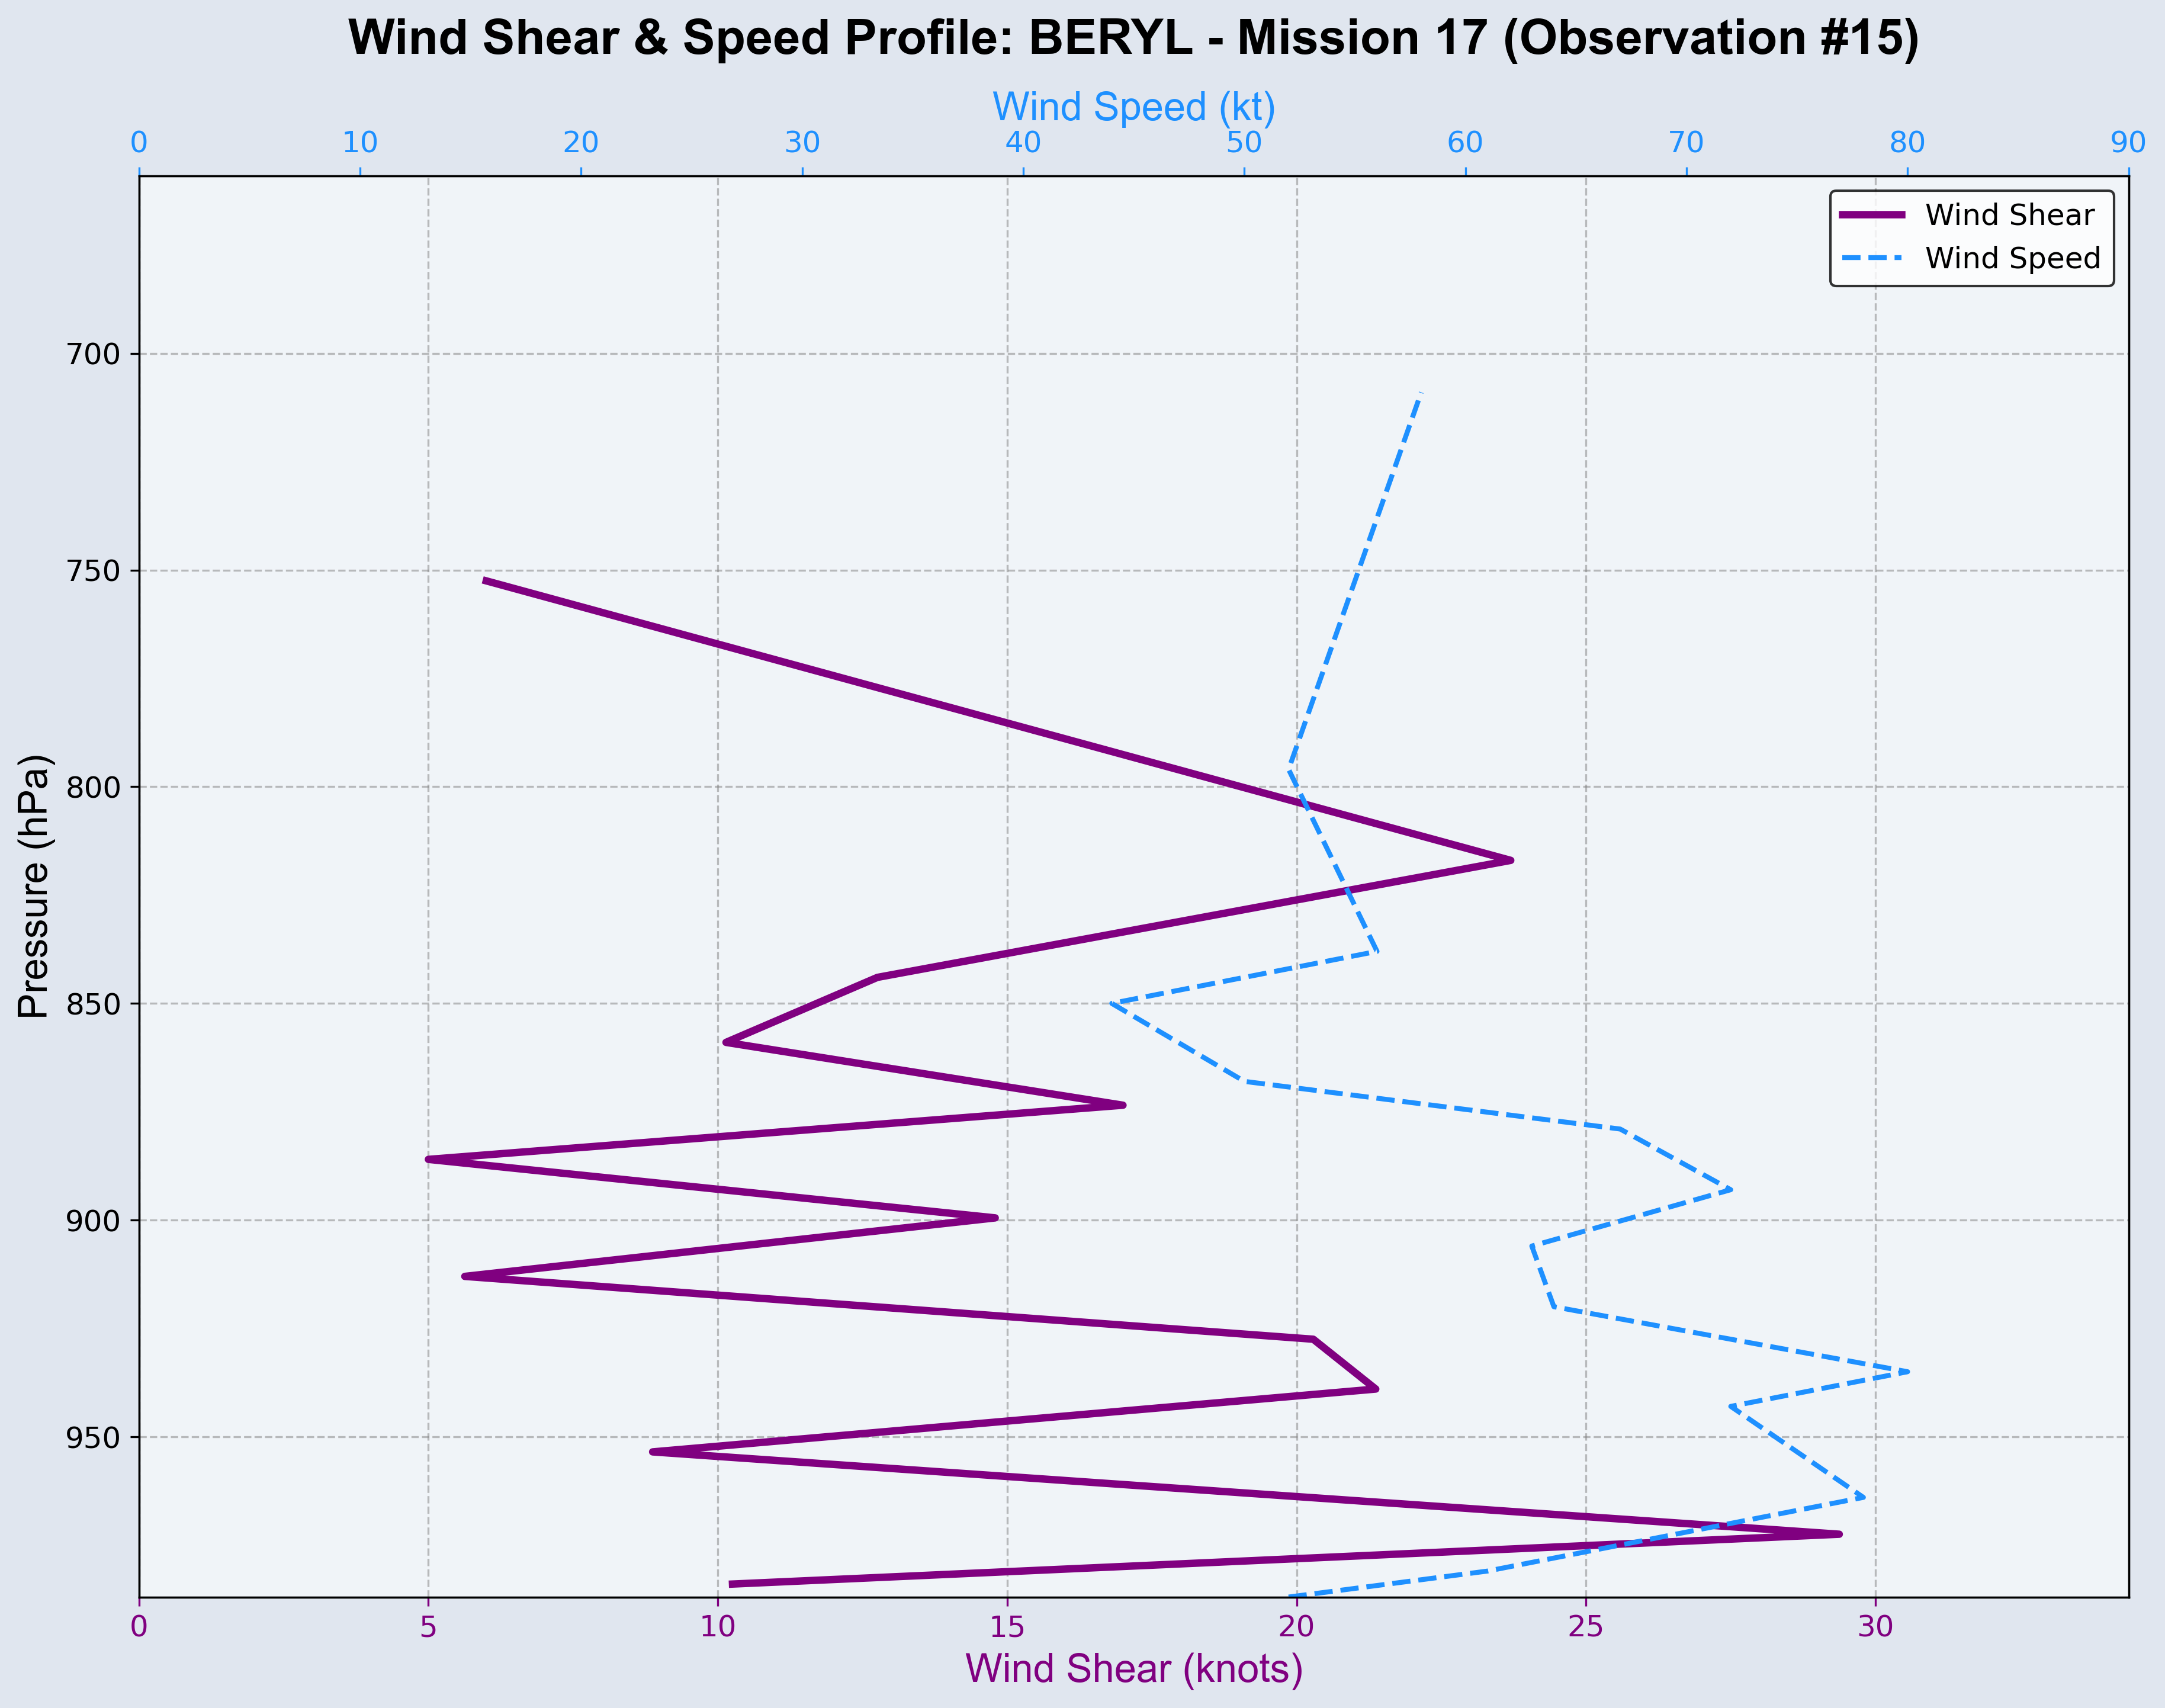 Wind Shear & Speed Profile: BERYL - Mission 17 (Observation #15)
Wind Speed (kt)
0 10 20 30 40 50 60 70 80 90
Wind Shear
Wind Speed
700
750
800
850
900
950
Pressure (hPa)
0 5 10 15 20 25 30
Wind Shear (knots)